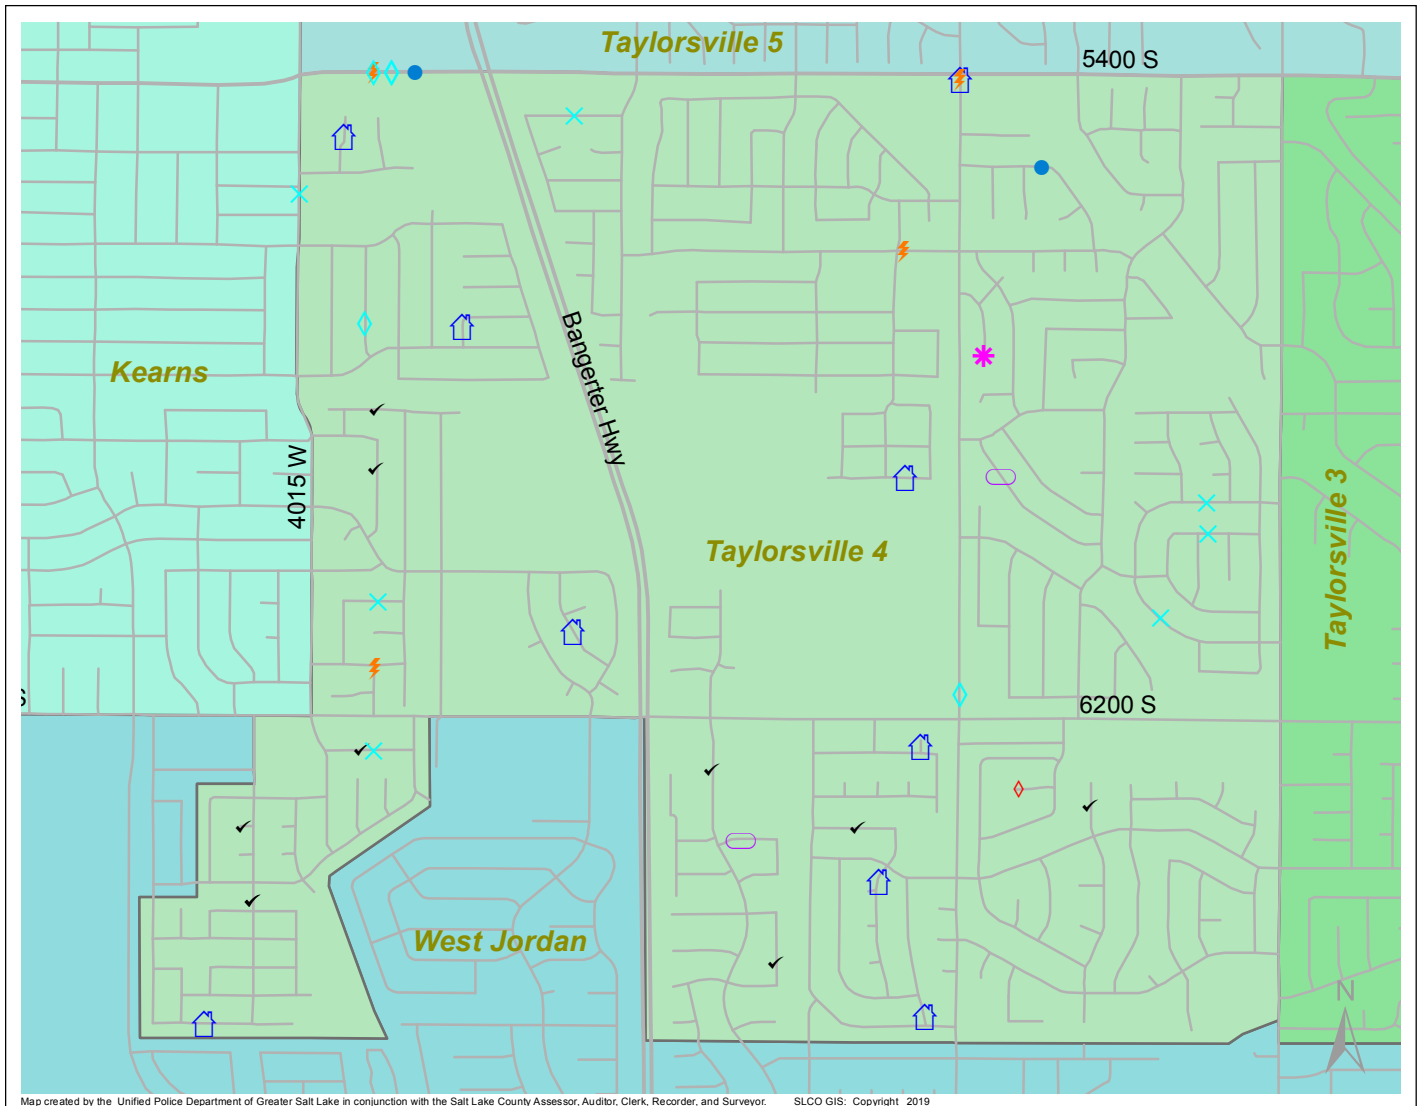 Taylorsville 5
5400 S
Kearns
Bangerter Hwy
4015 W
Taylorsville 4
Taylorsville 3
6200 S
West Jordan
N
Map created by the Unified Police Department of Greater Salt Lake in conjunction with the Salt Lake County Assessor, Auditor, Clerk, Recorder, and Surveyor. SLCO GIS: Copyright 2019